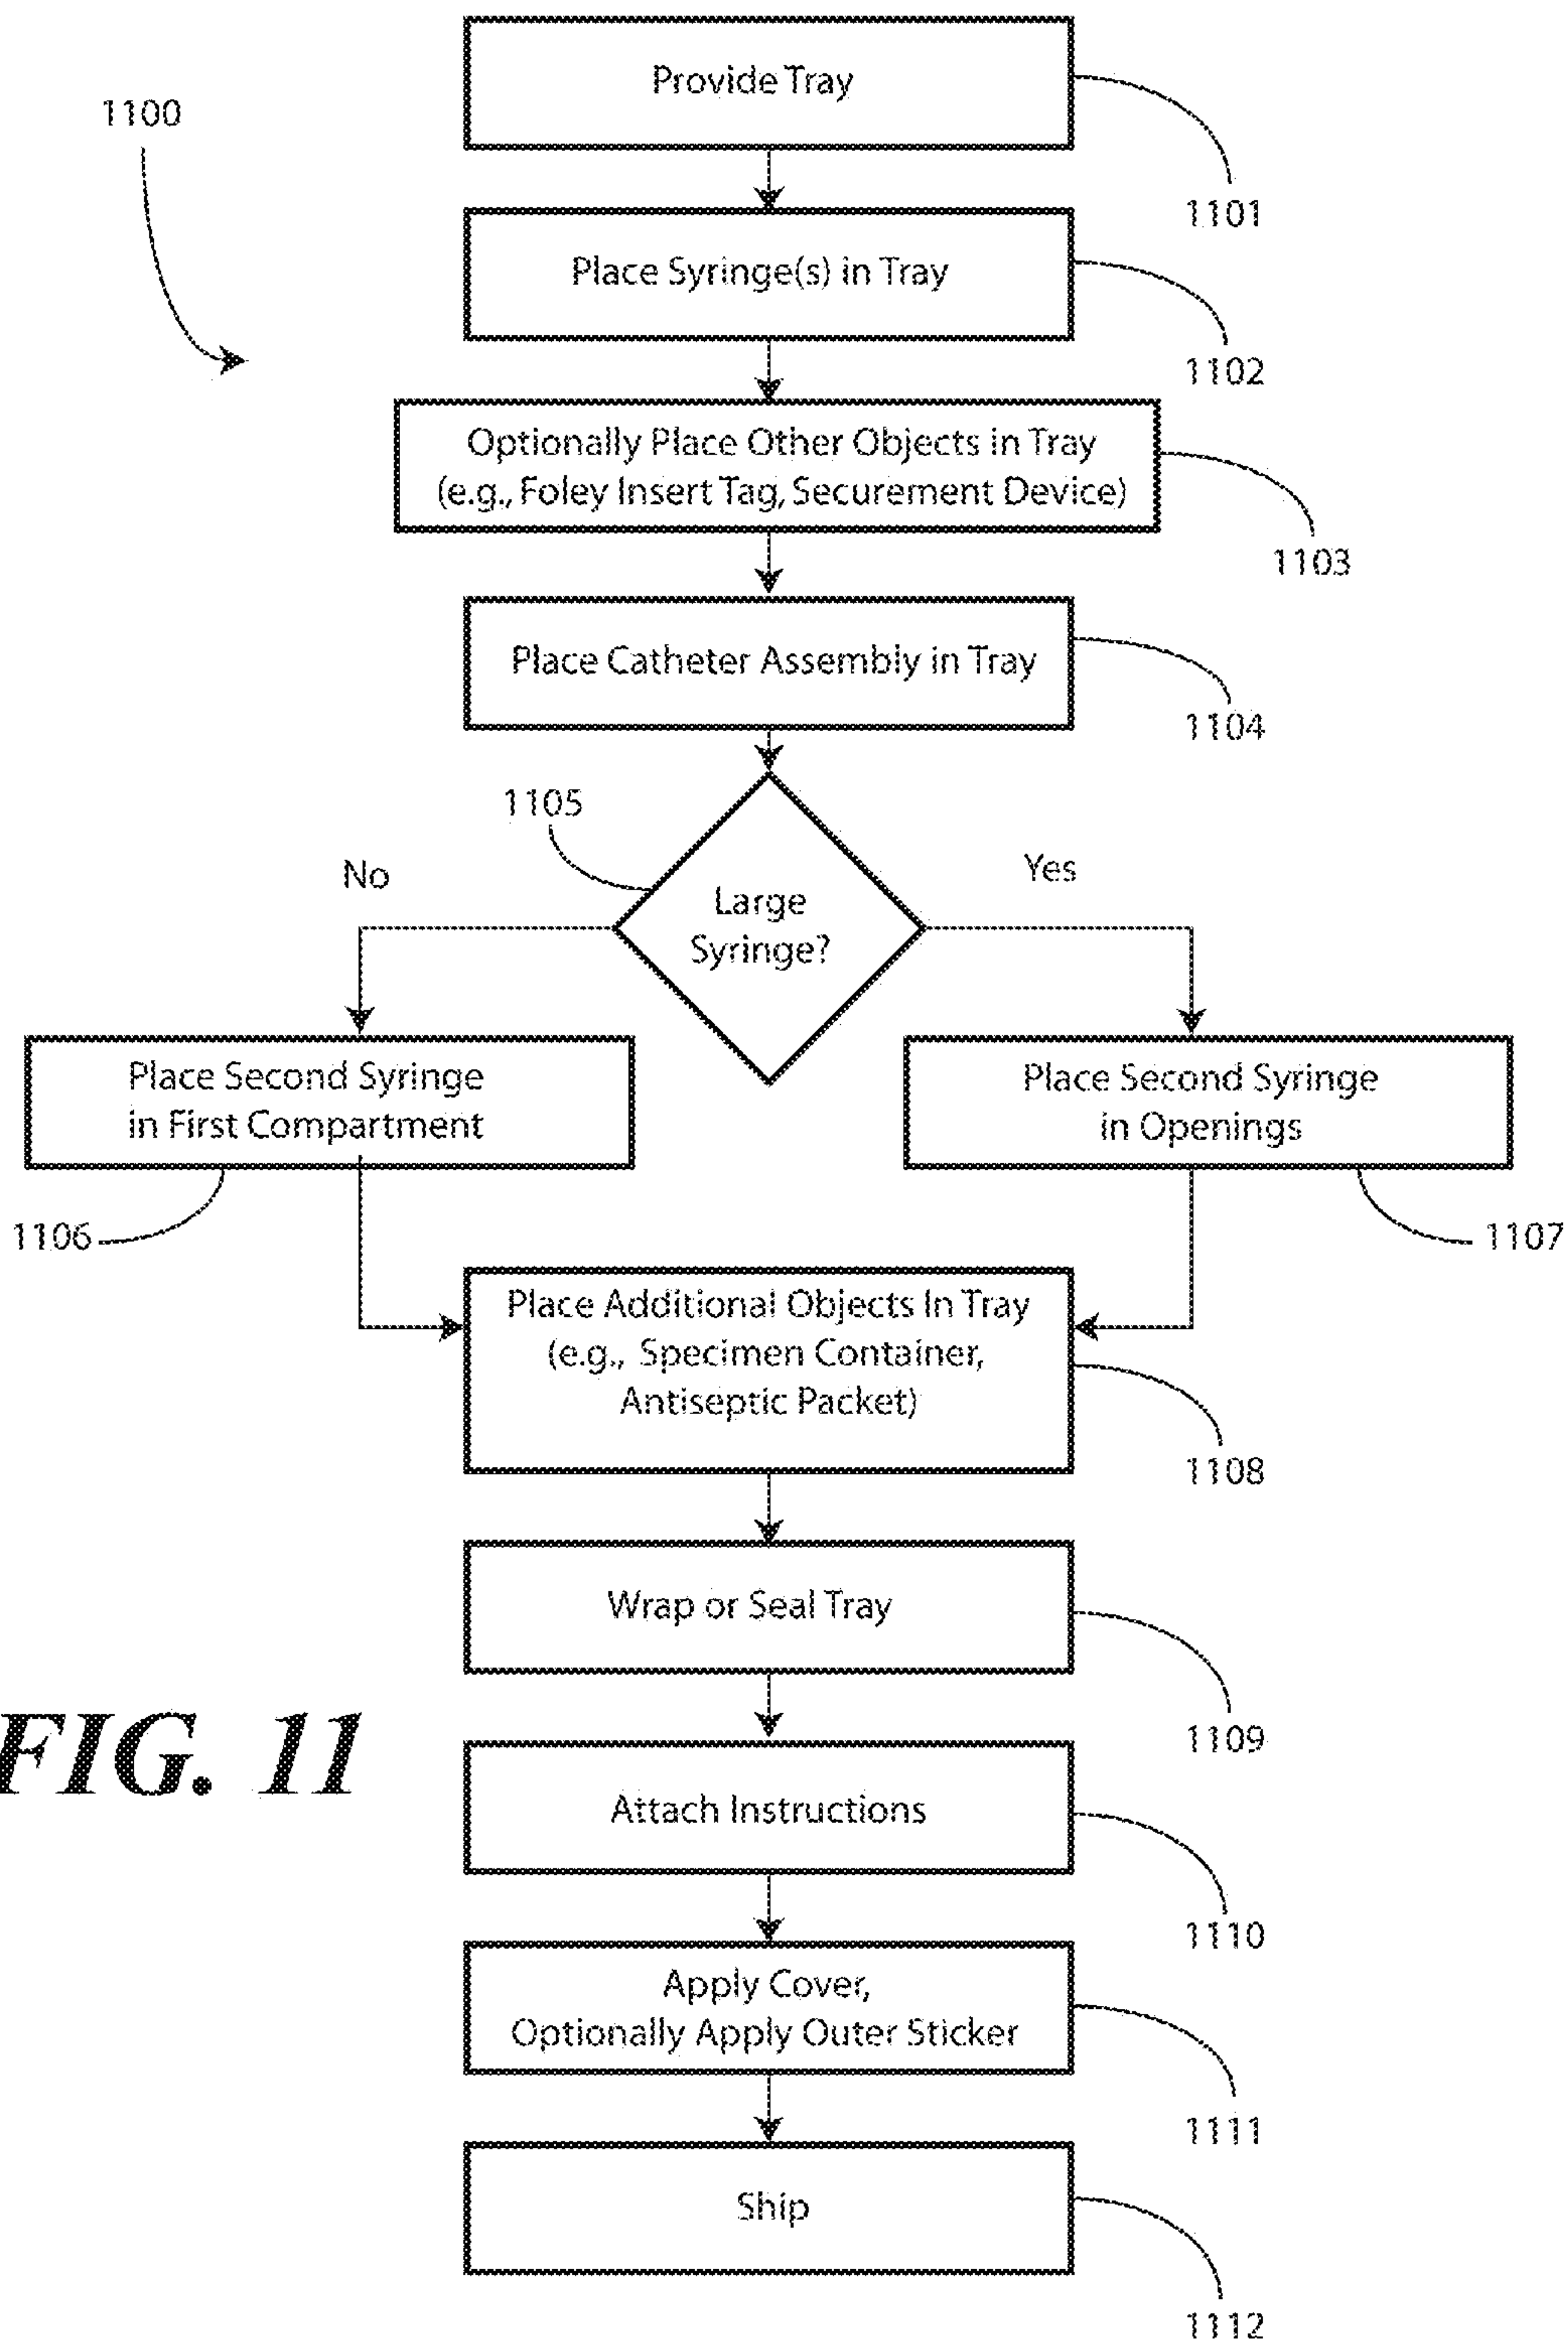 Provide Tray
1100
1101
Place Syringe(s) in Tray
1102
Optionally Place Other Objects in Tray
(e.g., Foley Insert Tag, Securement Device)
1103
Place Catheter Assembly in Tray
1104
1105
No
Yes
Large
Syringe?
Place Second Syringe
in First Compartment
Place Second Syringe
in Openings
1106
1107
Place Additional Objects In Tray
(e.g., Specimen Container,
Antiseptic Packet)
1108
Wrap or Seal Tray
1109
FIG. 11
Attach Instructions
1110
Apply Cover,
Optionally Apply Outer Sticker
1111
Ship
1112